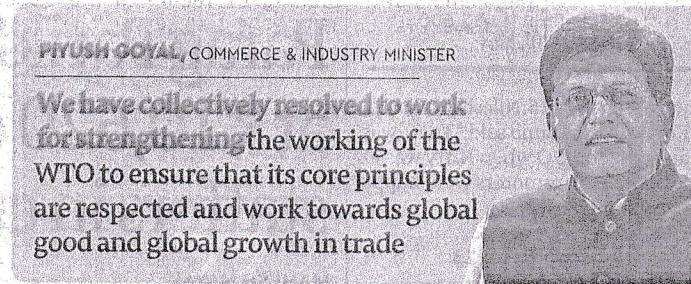 PIYUSH GOYAL, COMMERCE & INDUSTRY MINISTER
We have collectively resolved to work
for strengthening the working of the
WTO to ensure that its core principles
are respected and work towards global
good and global growth in trade